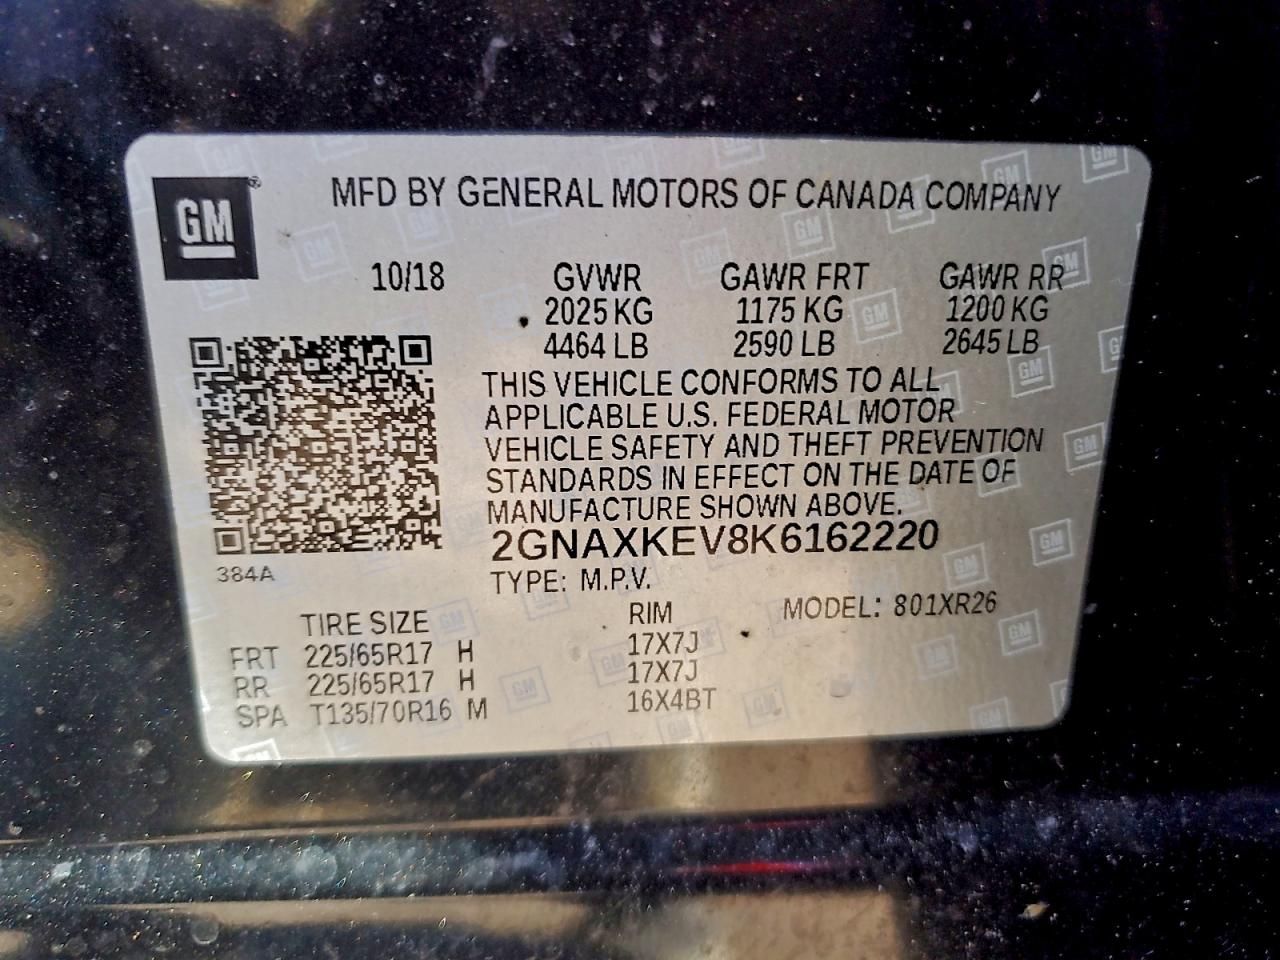 GM®
MFD BY GENERAL MOTORS OF CANADA COMPANY
10/18 GVWR GAWR FRT GAWR RR
2025 KG 1175 KG 1200 KG
4464 LB 2590 LB 2645 LB
THIS VEHICLE CONFORMS TO ALL
APPLICABLE U.S. FEDERAL MOTOR
VEHICLE SAFETY AND THEFT PREVENTION
STANDARDS IN EFFECT ON THE DATE OF
MANUFACTURE SHOWN ABOVE.
2GNAXKEV8K6162220
384A
TYPE: M.P.V.
TIRE SIZE RIM MODEL: 801XR26
FRT 225/65R17 H 17X7J
RR 225/65R17 H 17X7J
SPA T135/70R16 M 16X4BT